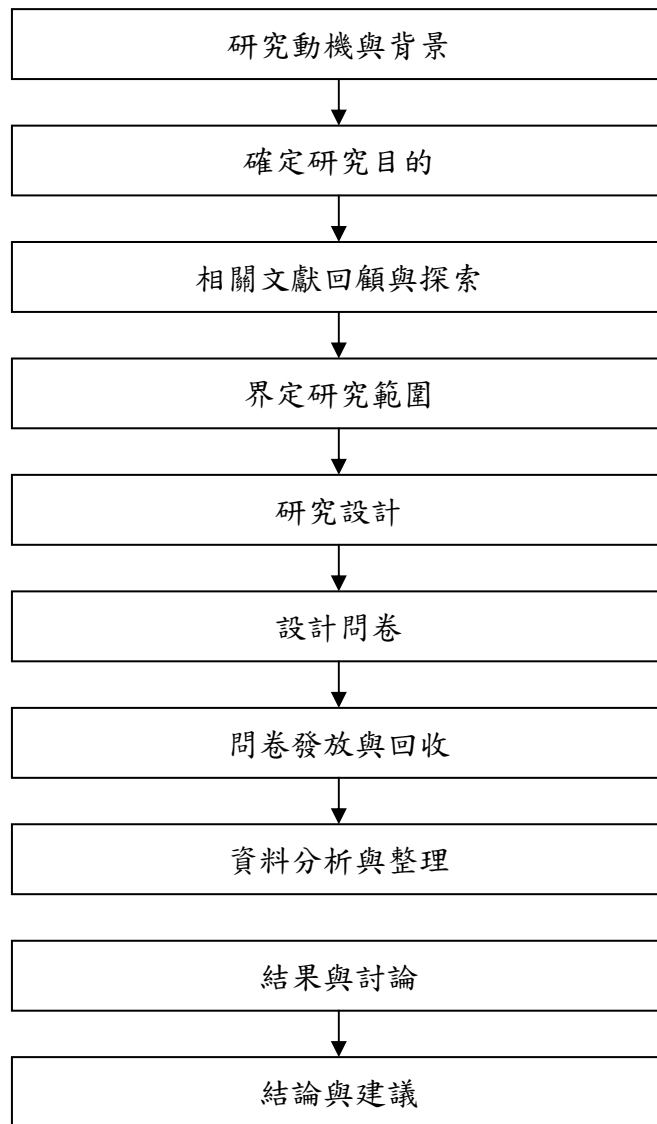 研究動機與背景
確定研究目的
相關文獻回顧與探索
界定研究範圍
研究設計
設計問卷
問卷發放與回收
資料分析與整理
結果與討論
結論與建議